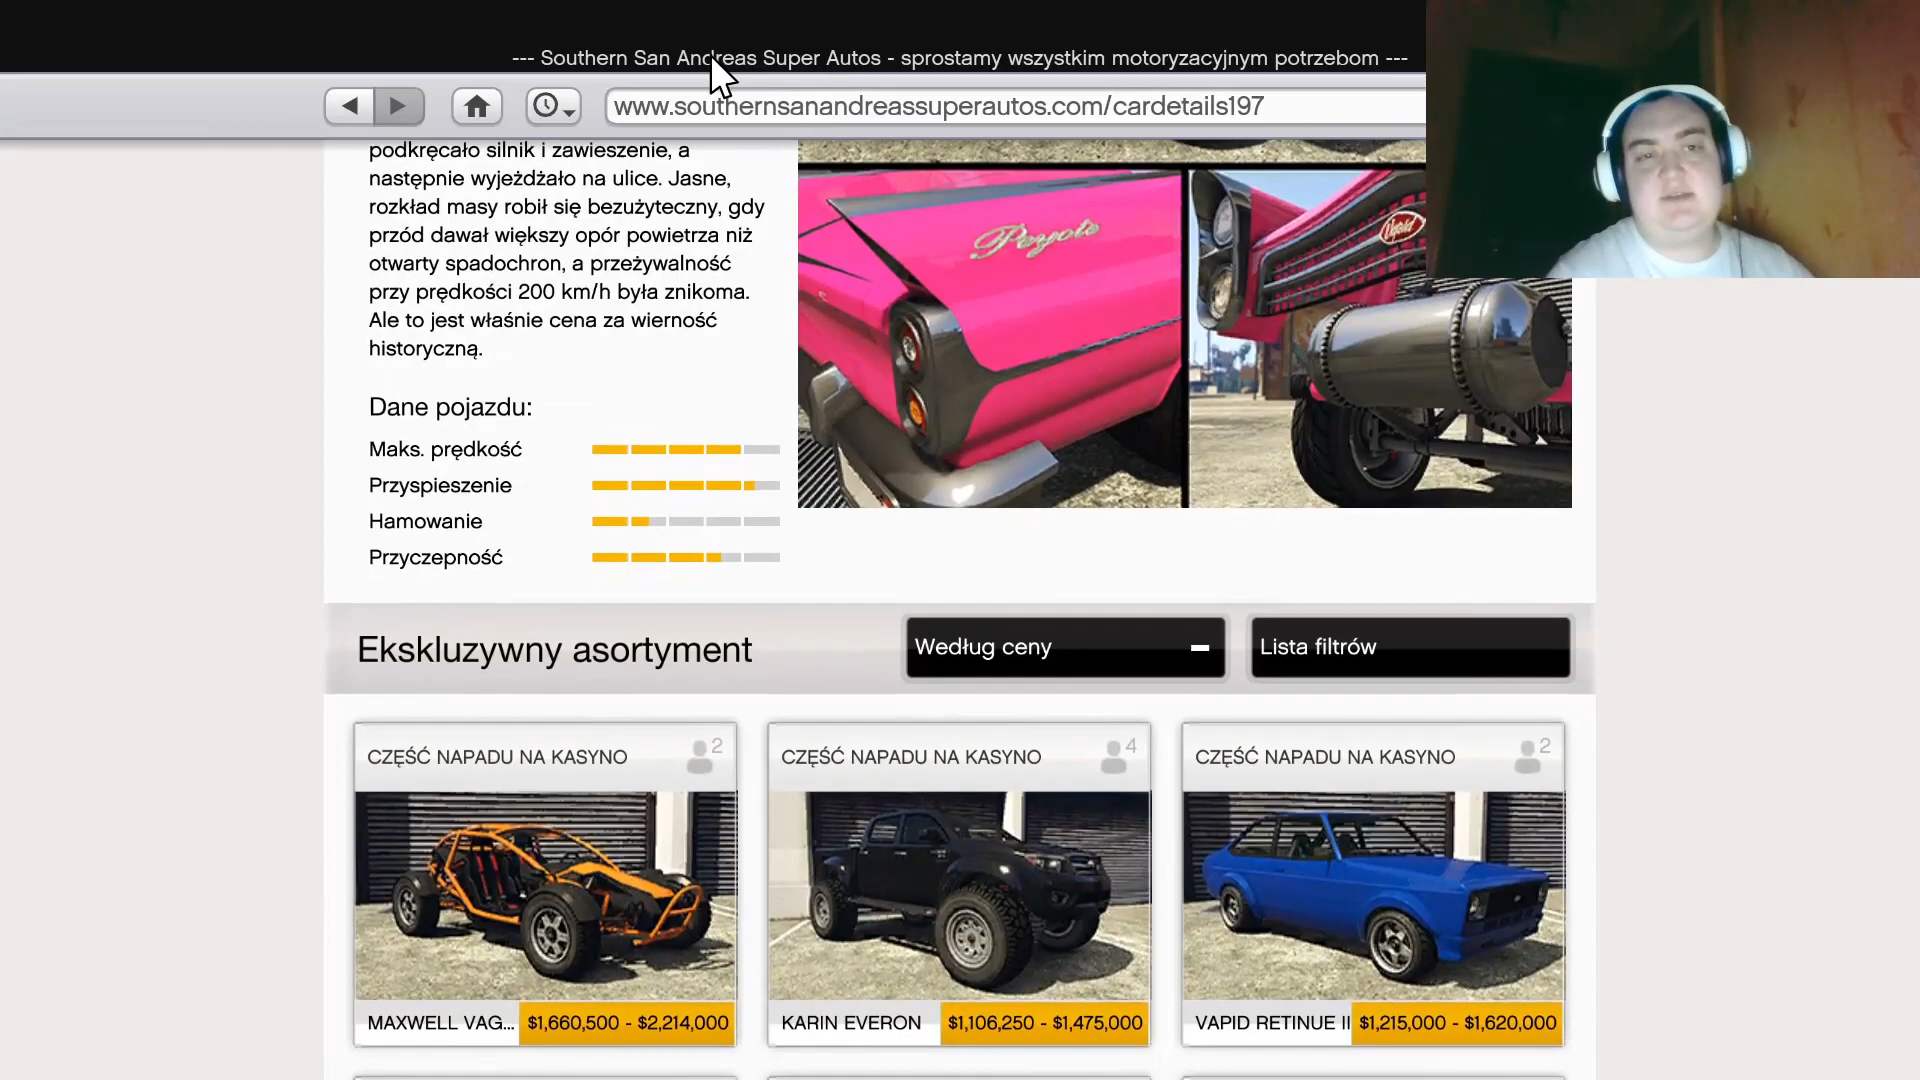 --- Southern San Andreas Super Autos - sprostamy wszystkim motoryzacyjnym potrzebom ---
www.southernsanandreassuperautos.com/cardetails197
podkręcało silnik i zawieszenie, a
następnie wyjeżdżało na ulice. Jasne,
rozkład masy robił się bezużyteczny, gdy
przód dawał większy opór powietrza niż
otwarty spadochron, a przeżywalność
przy prędkości 200 km/h była znikoma.
Ale to jest właśnie cena za wierność
historyczną.
Peyote
Vapid
Dane pojazdu:
Maks. prędkość
Przyspieszenie
Hamowanie
Przyczepność
Ekskluzywny asortyment
Według ceny
Lista filtrów
CZĘŚĆ NAPADU NA KASYNO 2
CZĘŚĆ NAPADU NA KASYNO 4
CZĘŚĆ NAPADU NA KASYNO 2
MAXWELL VAG... $1,660,500 - $2,214,000
KARIN EVERON $1,106,250 - $1,475,000
VAPID RETINUE II $1,215,000 - $1,620,000